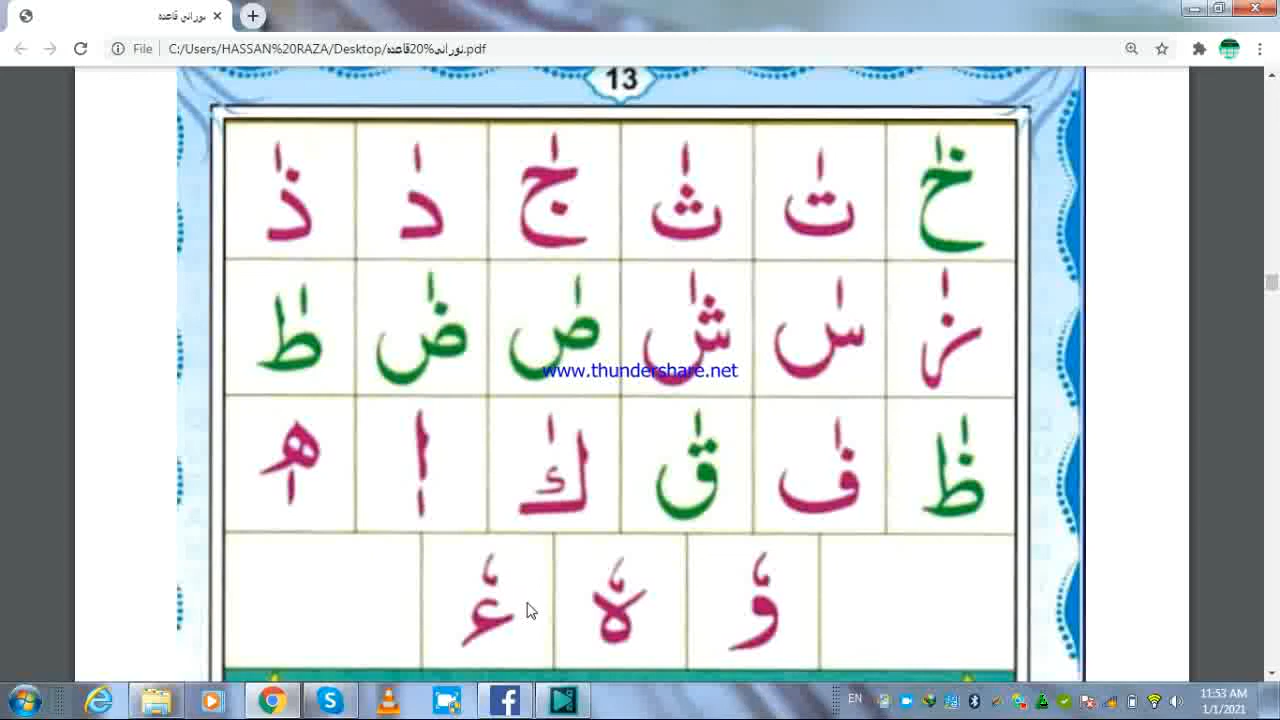 نورانی قاعدہ
File C:/Users/HASSAN%20RAZA/Desktop/نورانی%20قاعدہ.pdf
13
خٰ تٰ ثٰ جٰ دٰ ذٰ
زٰ سٰ شٰ صٰ ضٰ طٰ
www.thundershare.net
ظٰ فٰ قٰ كٰ اٖ هٖ
وٗ هٗ ءٗ
EN 11:53 AM
1/1/2021